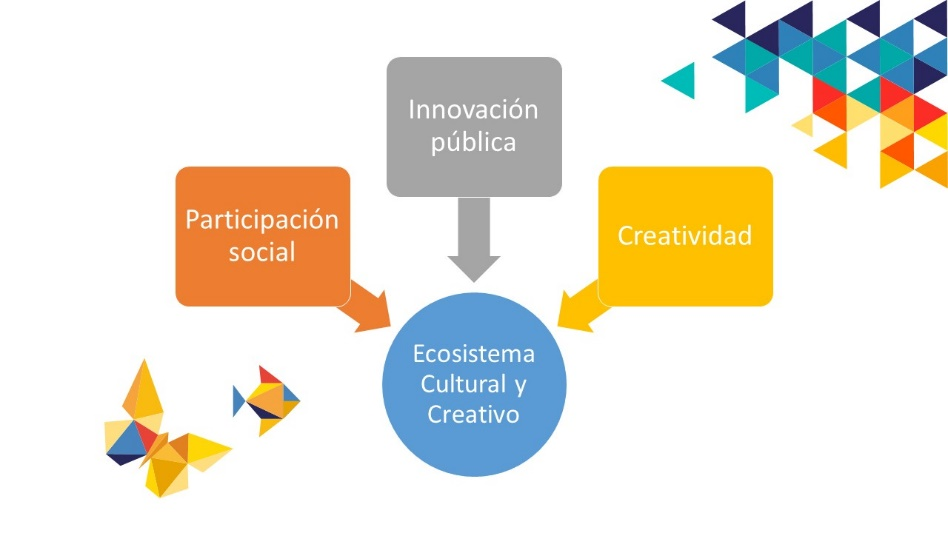 Innovación
pública
Participación
social
Creatividad
Ecosistema
Cultural y
Creativo